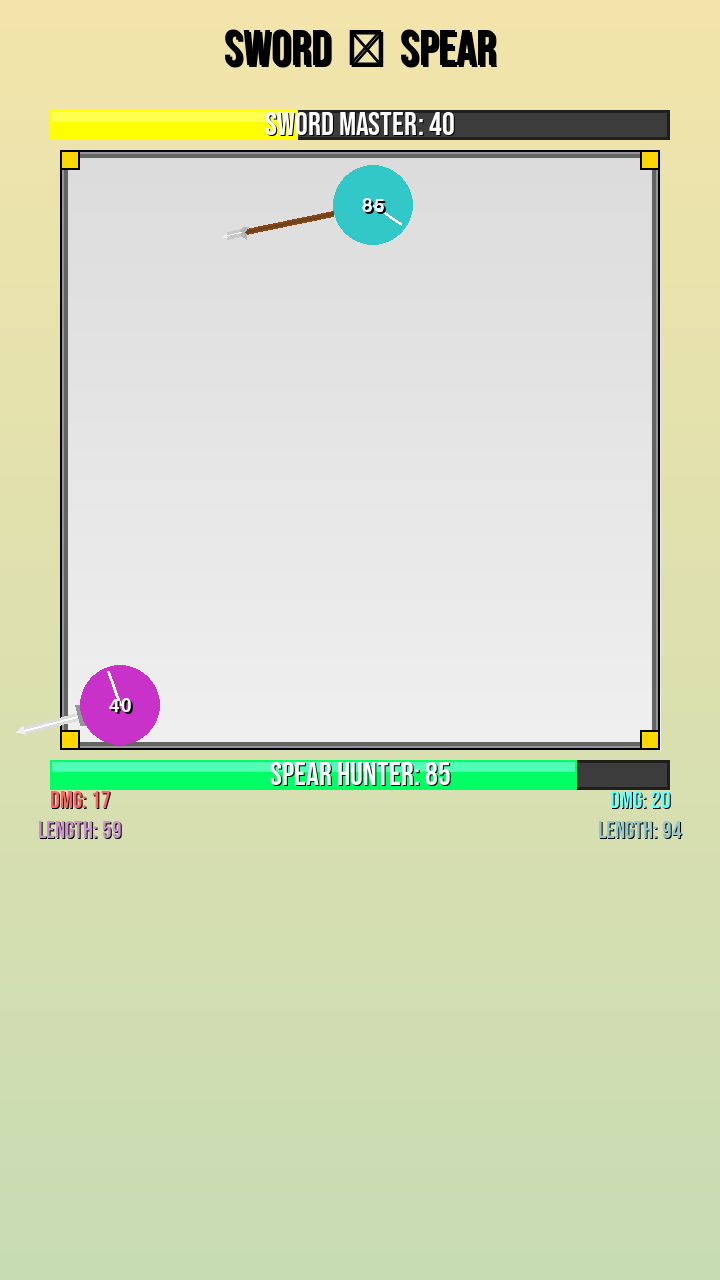 SWORD SPEAR
SWORD MASTER: 40
85
40
SPEAR HUNTER: 85
DMG: 17
DMG: 20
LENGTH: 59
LENGTH: 94